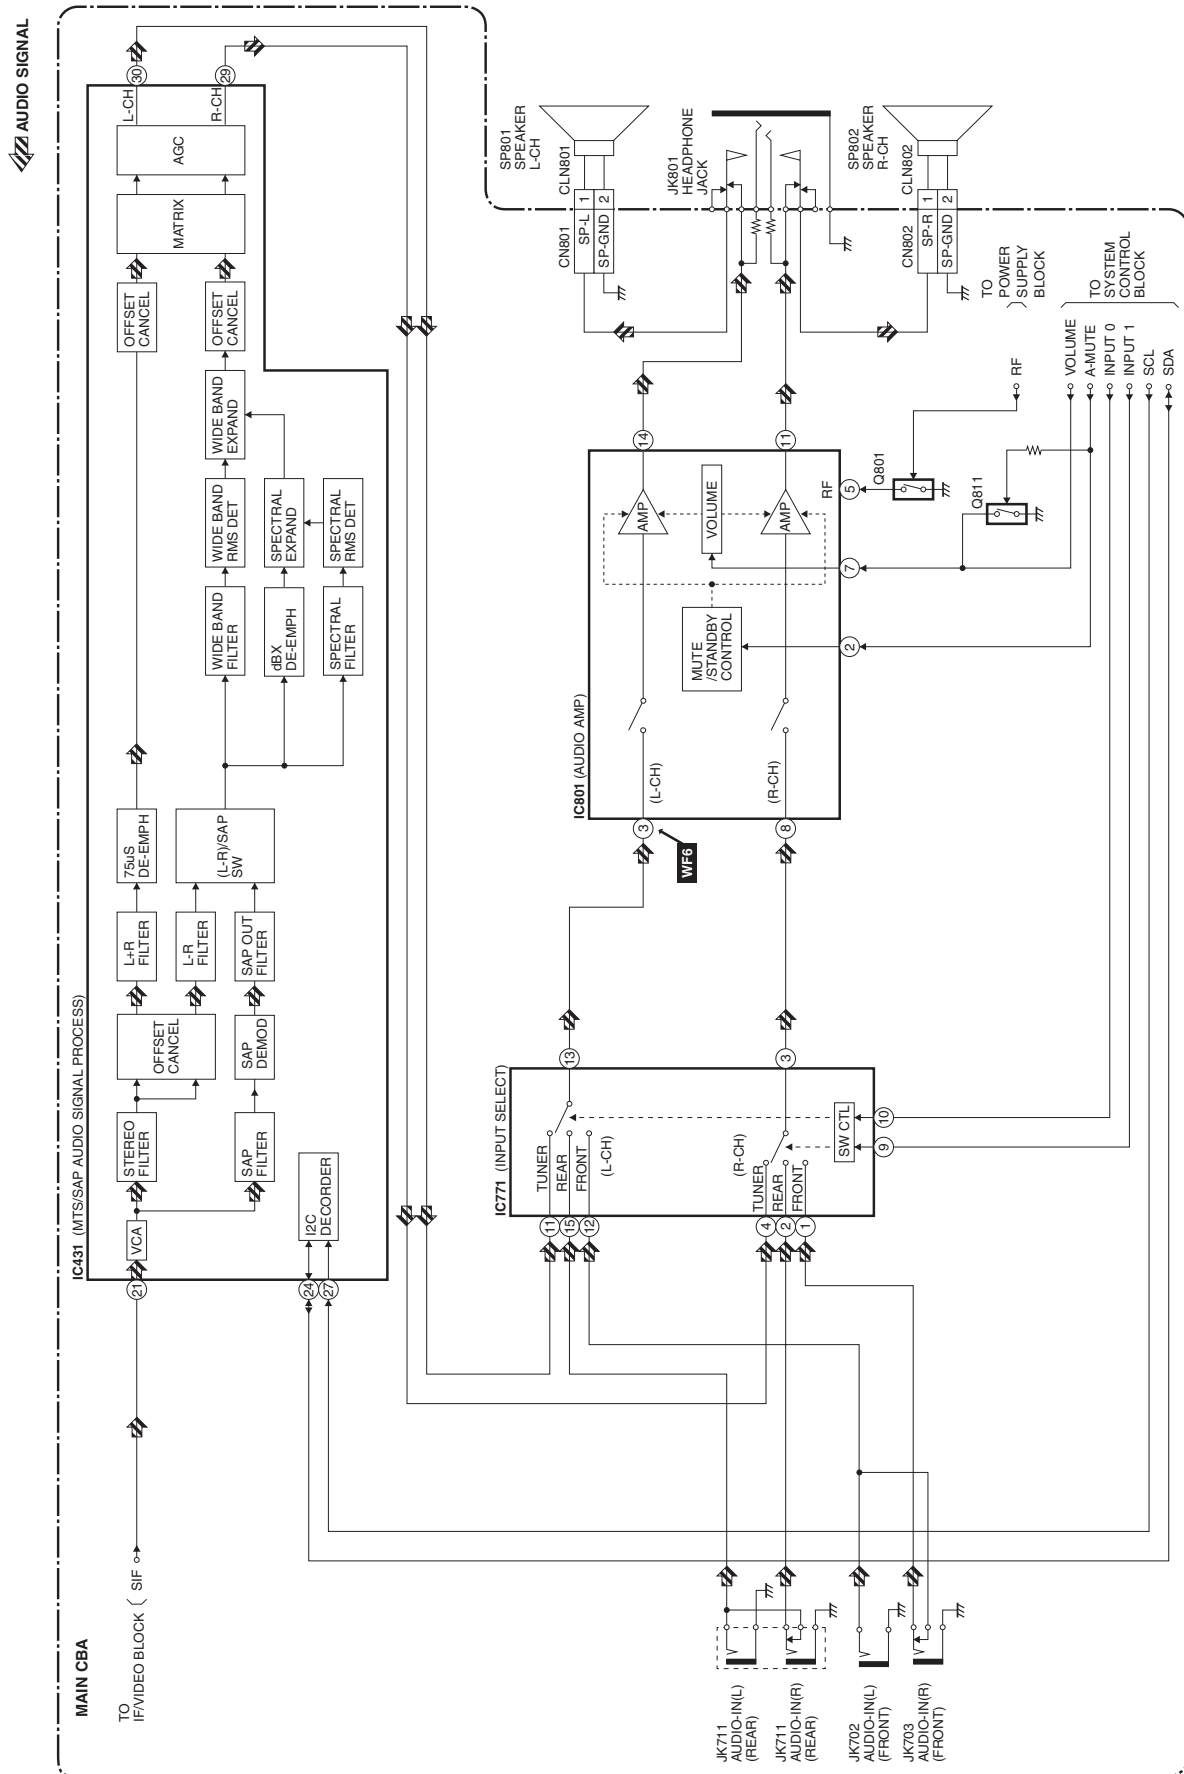 AUDIO SIGNAL
MAIN CBA
TO
IF/VIDEO BLOCK
SIF
IC431 (MTS/SAP AUDIO SIGNAL PROCESS)
21
VCA
STEREO
FILTER
OFFSET
CANCEL
L+R
FILTER
75uS
DE-EMPH
OFFSET
CANCEL
MATRIX
AGC
L-CH
30
R-CH
29
L-R
FILTER
(L-R)/SAP
SW
SAP
FILTER
SAP
DEMOD
SAP OUT
FILTER
WIDE BAND
FILTER
WIDE BAND
RMS DET
WIDE BAND
EXPAND
OFFSET
CANCEL
dBX
DE-EMPH
SPECTRAL
EXPAND
SPECTRAL
FILTER
SPECTRAL
RMS DET
24
27
I2C
DECORDER
IC771 (INPUT SELECT)
11
15
12
TUNER
REAR
FRONT
(L-CH)
13
4
2
1
TUNER
REAR
FRONT
(R-CH)
3
SW CTL
9
10
IC801 (AUDIO AMP)
3
WF6
(L-CH)
8
(R-CH)
MUTE
/STANDBY
CONTROL
VOLUME
AMP
AMP
14
11
RF
5
7
2
Q801
Q811
SP801
SPEAKER
L-CH
CN801
CLN801
SP-L 1
SP-GND 2
JK801
HEADPHONE
JACK
SP802
SPEAKER
R-CH
CN802
CLN802
SP-R 1
SP-GND 2
TO
POWER
SUPPLY
BLOCK
RF
TO
SYSTEM
CONTROL
BLOCK
VOLUME
A-MUTE
INPUT 0
INPUT 1
SCL
SDA
JK711
AUDIO-IN(L)
(REAR)
JK711
AUDIO-IN(R)
(REAR)
JK702
AUDIO-IN(L)
(FRONT)
JK703
AUDIO-IN(R)
(FRONT)